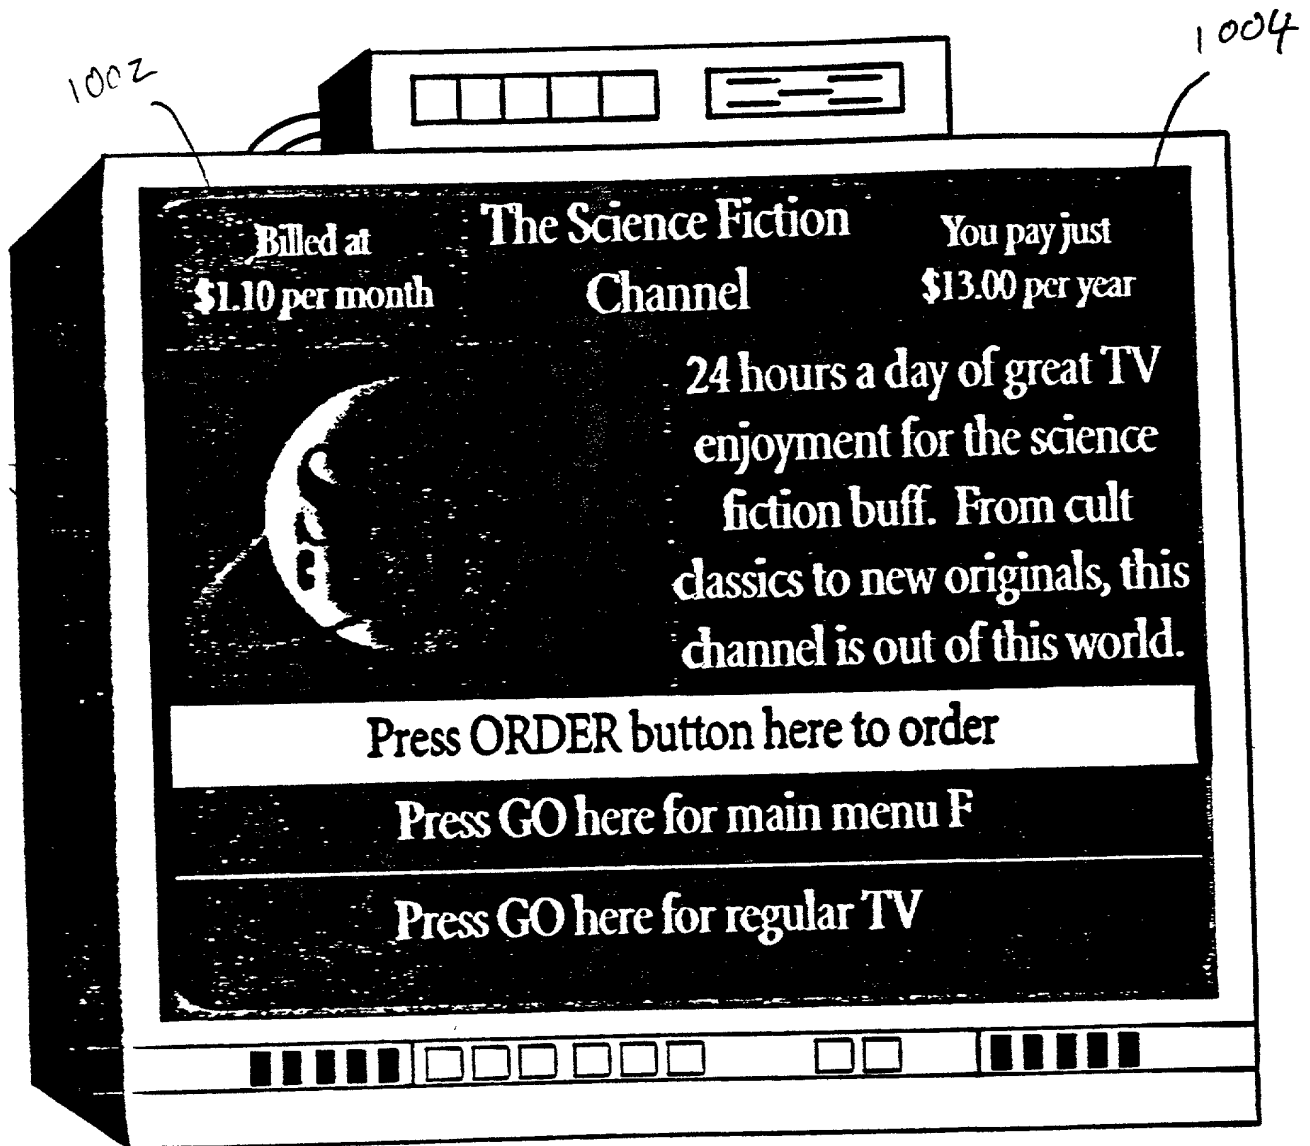 1002
1004
Billed at
$1.10 per month
The Science Fiction
Channel
You pay just
$13.00 per year
24 hours a day of great TV
enjoyment for the science
fiction buff. From cult
classics to new originals, this
channel is out of this world.
Press ORDER button here to order
Press GO here for main menu F
Press GO here for regular TV